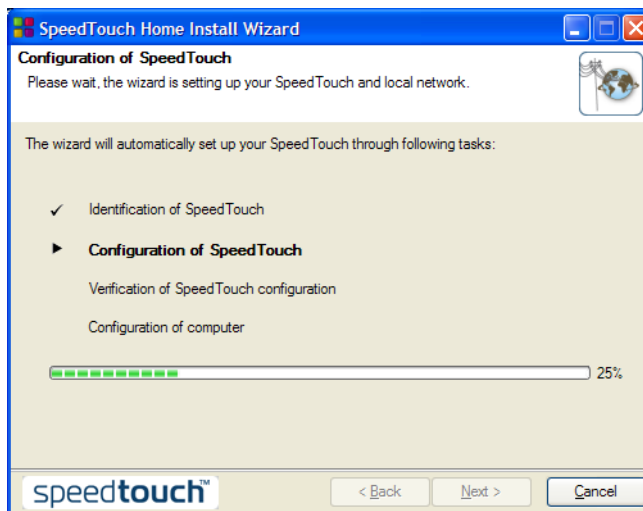 SpeedTouch Home Install Wizard
Configuration of SpeedTouch
Please wait, the wizard is setting up your SpeedTouch and local network.
The wizard will automatically set up your SpeedTouch through following tasks:
Identification of SpeedTouch
Configuration of SpeedTouch
Verification of SpeedTouch configuration
Configuration of computer
25%
speedtouch™
< Back
Next >
Cancel